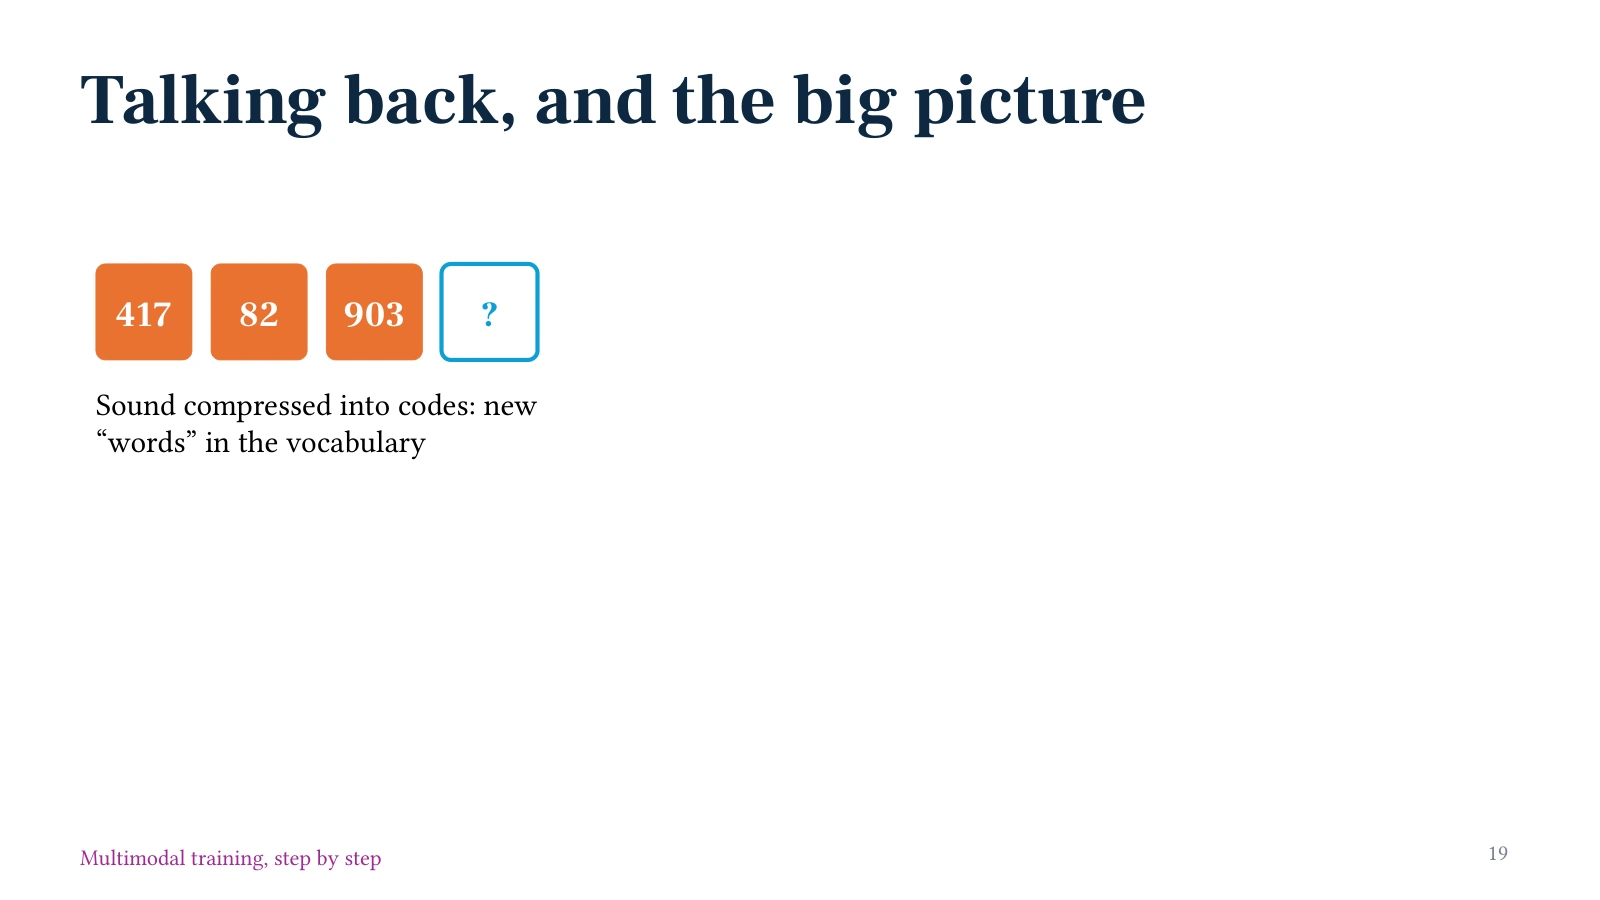 Talking back, and the big picture
417 82 903 ?
Sound compressed into codes: new
“words” in the vocabulary
Multimodal training, step by step
19